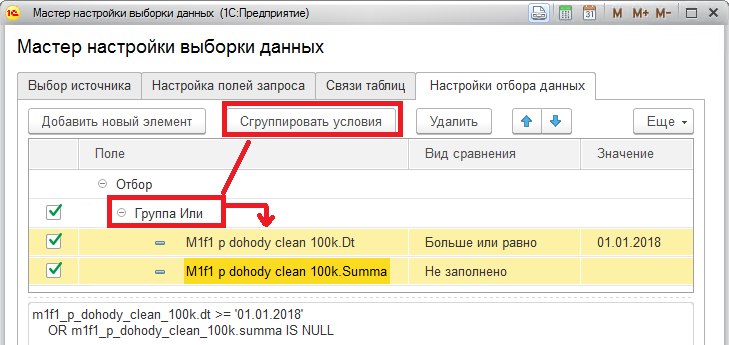 1С Мастер настройки выборки данных (1С:Предприятие) 31 M M+ M-
Мастер настройки выборки данных
Выбор источника Настройка полей запроса Связи таблиц Настройки отбора данных
Добавить новый элемент Сгруппировать условия Удалить Еще
Поле Вид сравнения Значение
Отбор
Группа Или
M1f1 p dohody clean 100k.Dt Больше или равно 01.01.2018
M1f1 p dohody clean 100k.Summa Не заполнено
m1f1_p_dohody_clean_100k.dt >= '01.01.2018'
OR m1f1_p_dohody_clean_100k.summa IS NULL